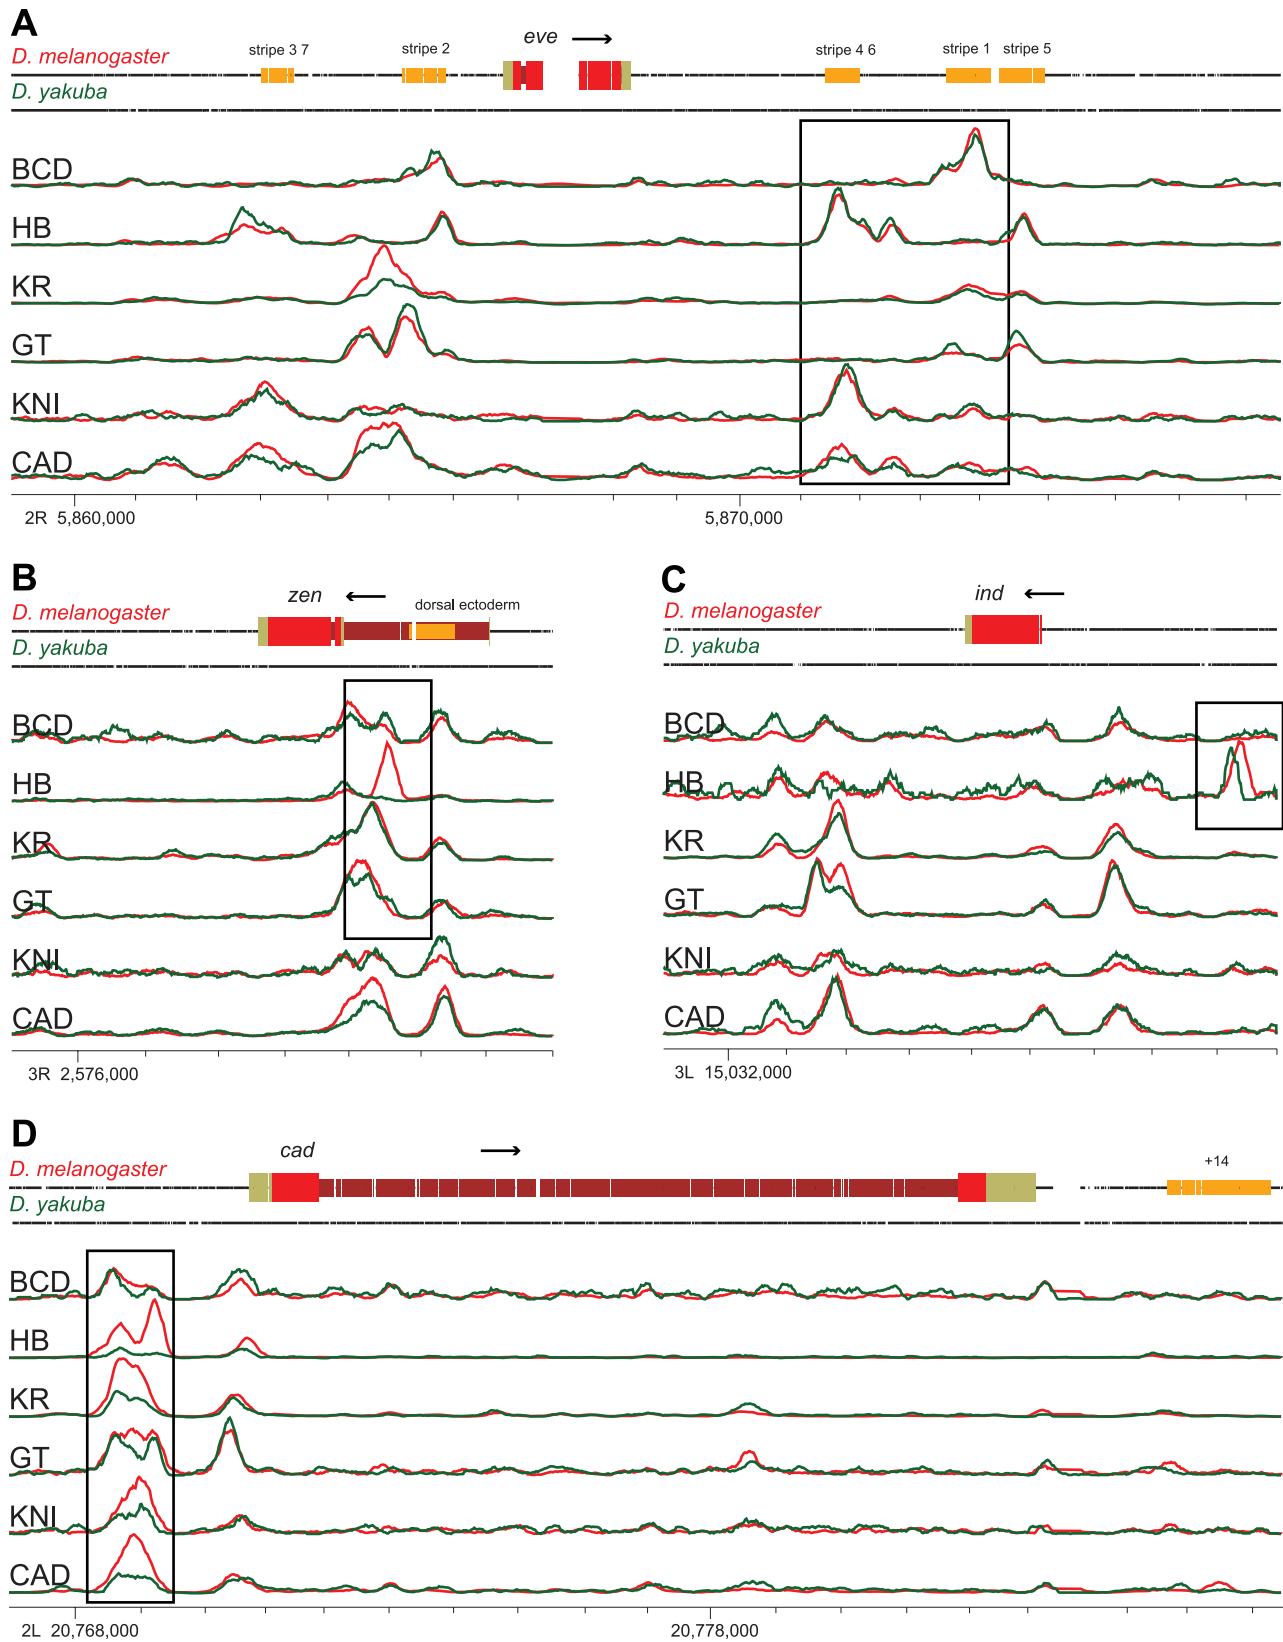 A
eve
D. melanogaster
stripe 3 7
stripe 2
stripe 4 6
stripe 1
stripe 5
D. yakuba
BCD
HB
KR
GT
KNI
CAD
2R 5,860,000
5,870,000
B
zen
D. melanogaster
dorsal ectoderm
D. yakuba
BCD
HB
KR
GT
KNI
CAD
3R 2,576,000
C
ind
D. melanogaster
D. yakuba
BCD
HB
KR
GT
KNI
CAD
3L 15,032,000
D
cad
D. melanogaster
+14
D. yakuba
BCD
HB
KR
GT
KNI
CAD
2L 20,768,000
20,778,000